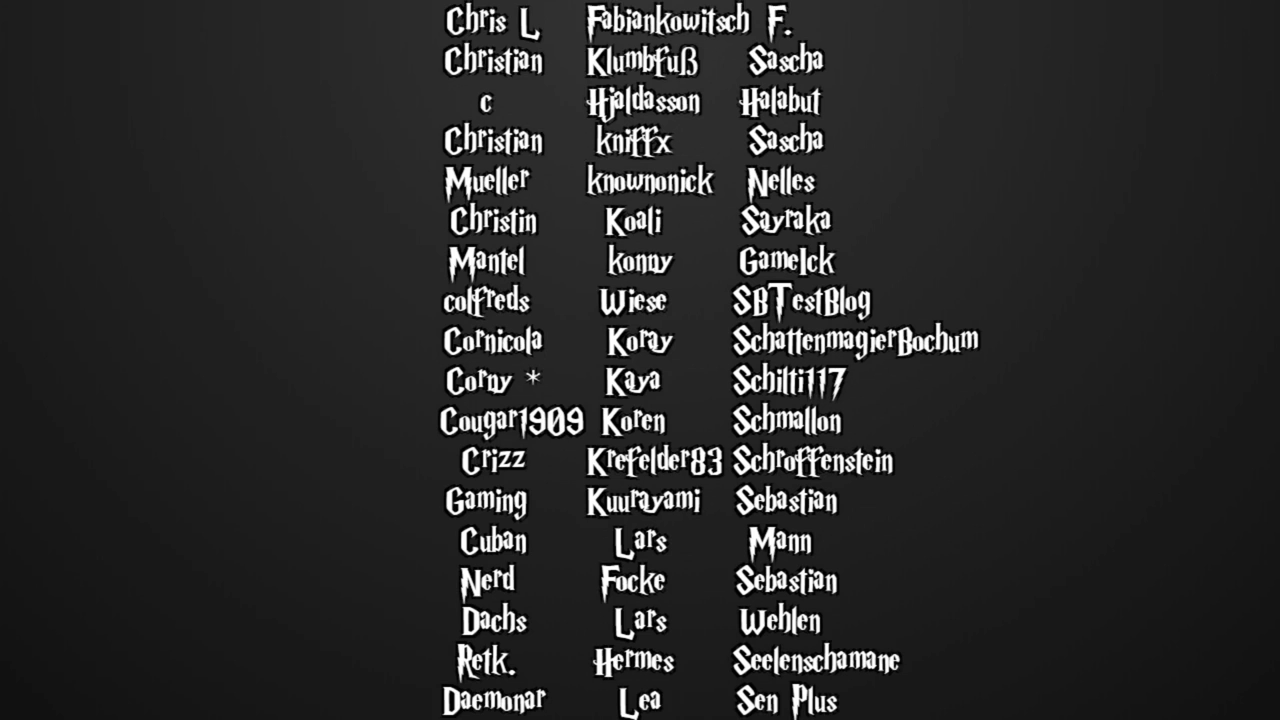 Chris L Fabiankowitsch F.
Christian Klumbfuß Sascha
c Hjaldasson Halabut
Christian kniffx Sascha
Mueller knownonick Nelles
Christin Koali Sayraka
Mantel konny GameIck
colfreds Wiese SBTestBlog
Cornicola Koray SchattenmagierBochum
Corny * Kaya Schilti117
Cougar1909 Koren Schmallon
Crizz Krefelder83 Schroffenstein
Gaming Kuurayami Sebastian
Cuban Lars Mann
Nerd Focke Sebastian
Dachs Lars Wehlen
Retk. Hermes Seelenschamane
Daemonar Lea Sen Plus